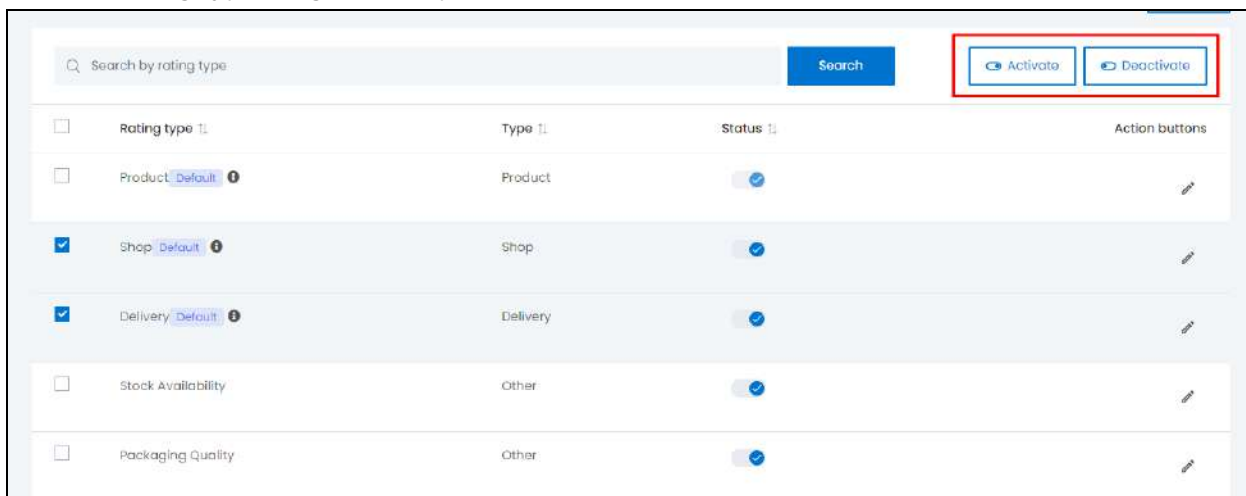 Search by rating type Search Activate Deactivate
Rating type Type Status Action buttons
Product Default Product
Shop Default Shop
Delivery Default Delivery
Stock Availability Other
Packaging Quality Other